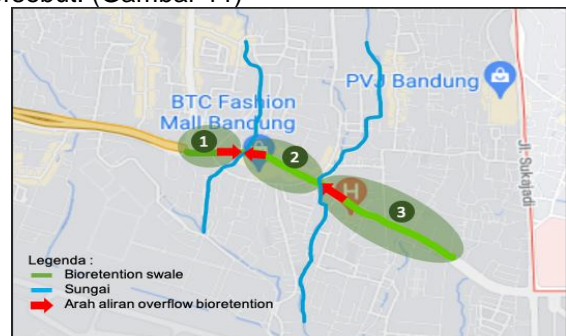 (Gambar 11)
PVJ Bandung
BTC Fashion
Mall Bandung
1
2
H
3
Jl. Sukajadi
Legenda :
Bioretention swale
Sungai
Arah aliran overflow bioretention